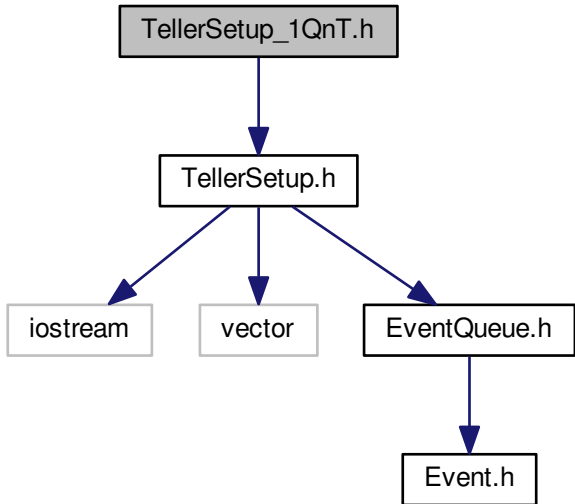 TellerSetup_1QnT.h
TellerSetup.h
iostream
vector
EventQueue.h
Event.h